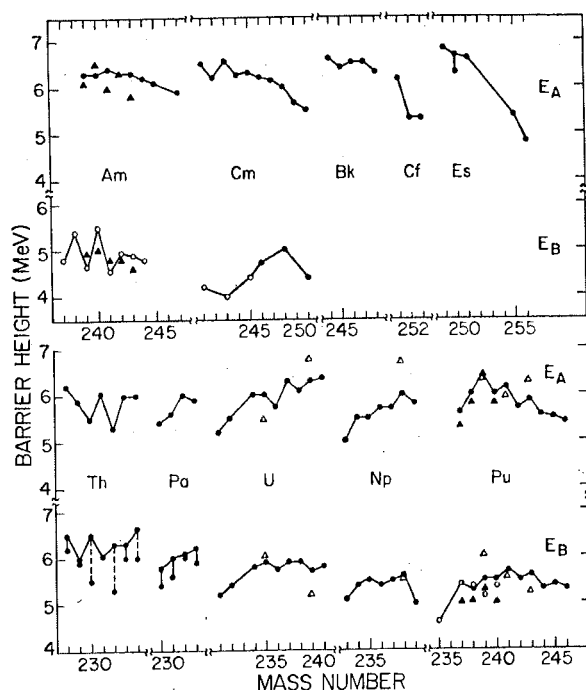 7
6
5
4
E_A
Am Cm Bk Cf Es
6
5
4
E_B
240 245 245 250 245 252 250 255
BARRIER HEIGHT (MeV)
7
6
5
4
E_A
Th Pa U Np Pu
7
6
5
4
E_B
230 230 235 240 235 235 240 245
MASS NUMBER